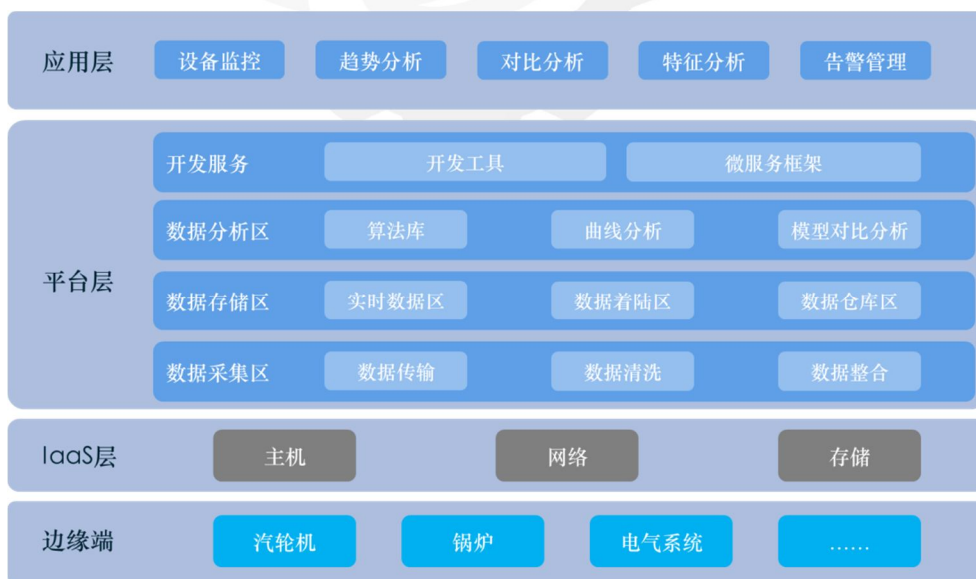 应用层 设备监控 趋势分析 对比分析 特征分析 告警管理
开发服务 开发工具 微服务框架
数据分析区 算法库 曲线分析 模型对比分析
平台层
数据存储区 实时数据区 数据着陆区 数据仓库区
数据采集区 数据传输 数据清洗 数据整合
IaaS层 主机 网络 存储
边缘端 汽轮机 锅炉 电气系统 ……